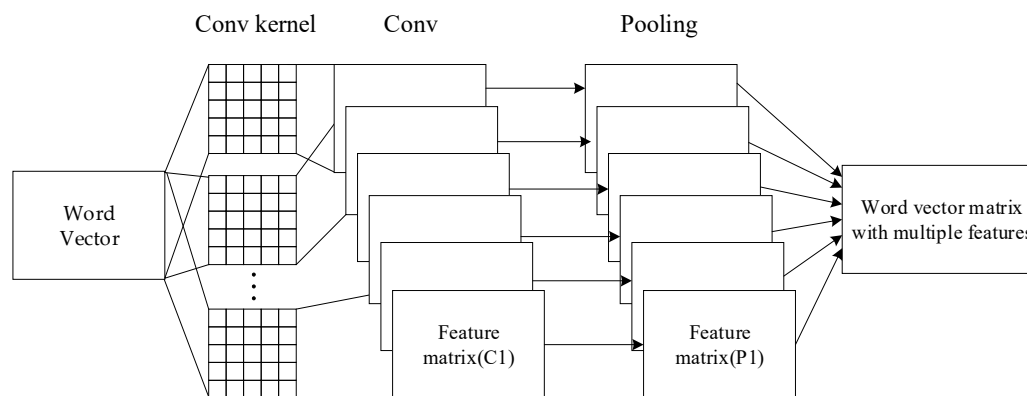 Conv kernel
Conv
Pooling
Word
Vector
Word vector matrix
with multiple features
Feature
matrix(C1)
Feature
matrix(P1)